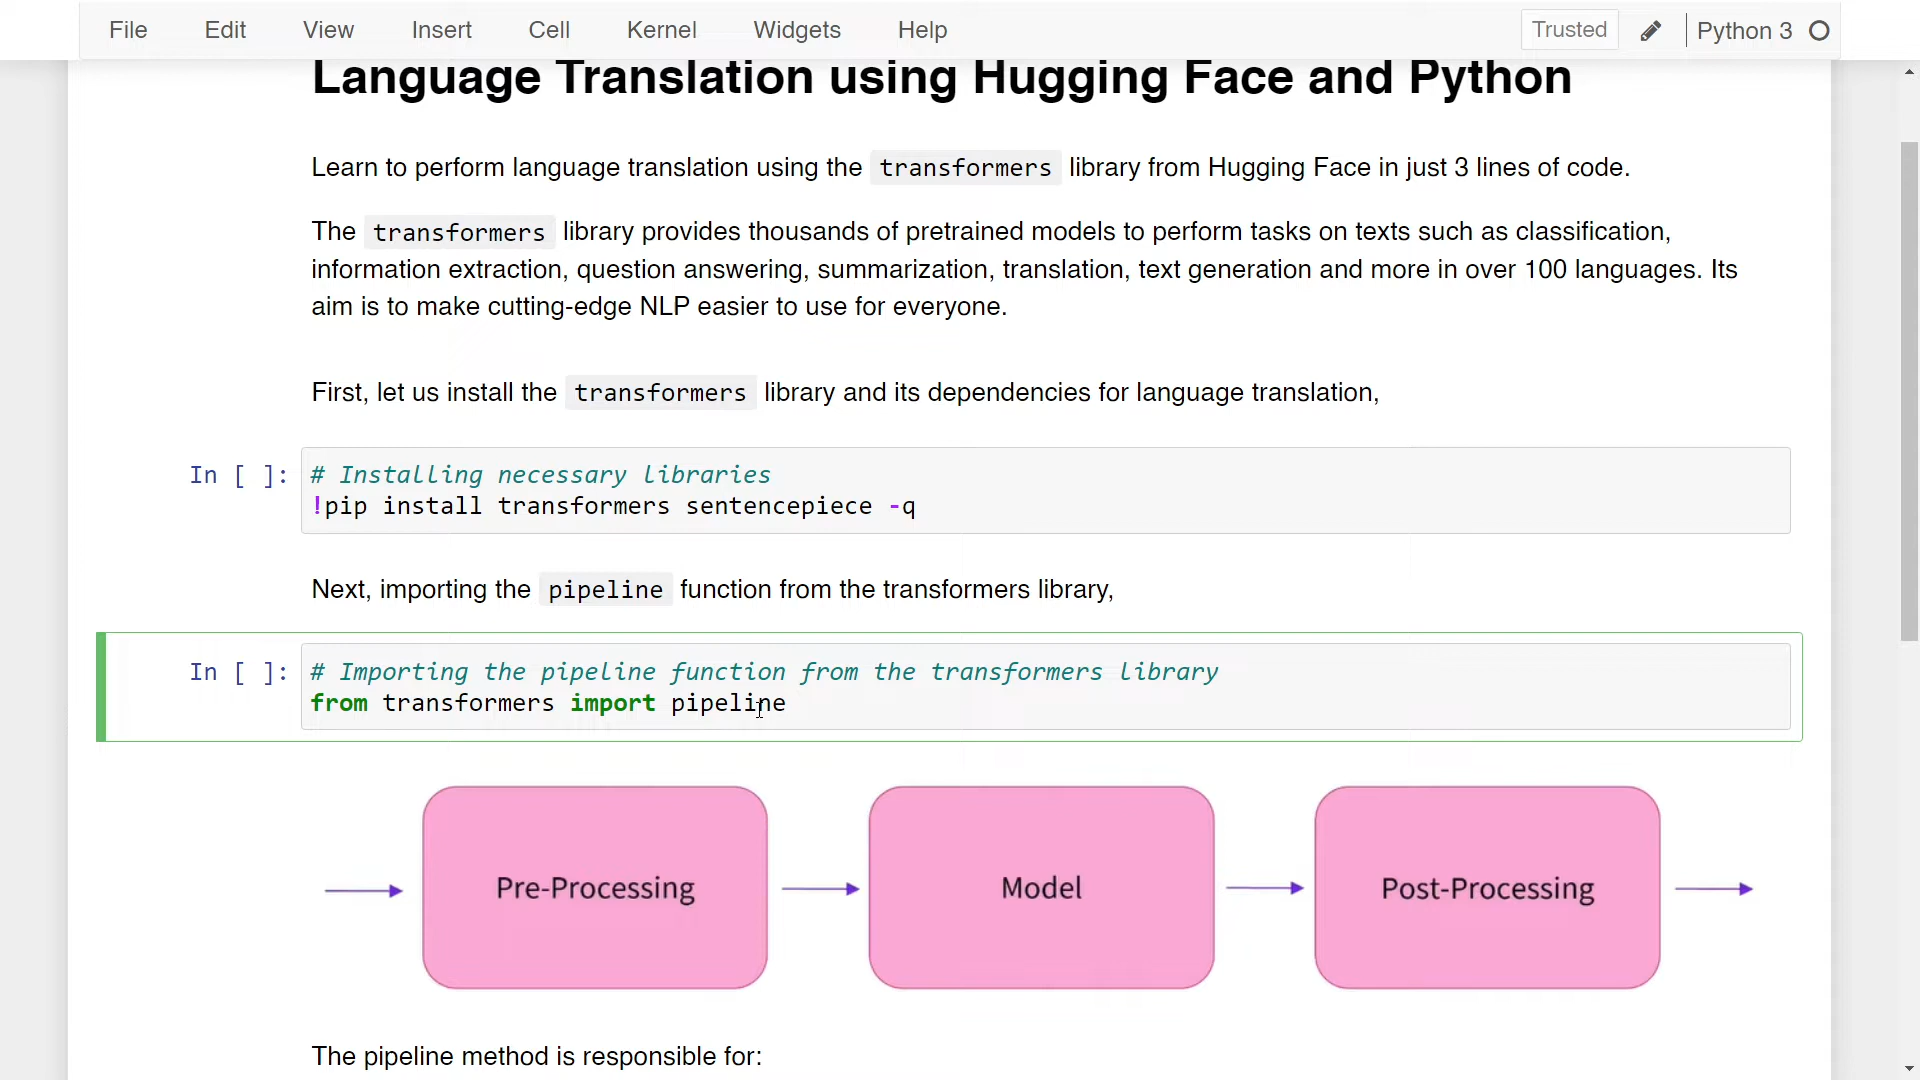 File Edit View Insert Cell Kernel Widgets Help Trusted Python 3
Language Translation using Hugging Face and Python
Learn to perform language translation using the transformers library from Hugging Face in just 3 lines of code.
The transformers library provides thousands of pretrained models to perform tasks on texts such as classification,
information extraction, question answering, summarization, translation, text generation and more in over 100 languages. Its
aim is to make cutting-edge NLP easier to use for everyone.
First, let us install the transformers library and its dependencies for language translation,
In [ ]: # Installing necessary libraries
!pip install transformers sentencepiece -q
Next, importing the pipeline function from the transformers library,
In [ ]: # Importing the pipeline function from the transformers library
from transformers import pipeline
Pre-Processing Model Post-Processing
The pipeline method is responsible for: